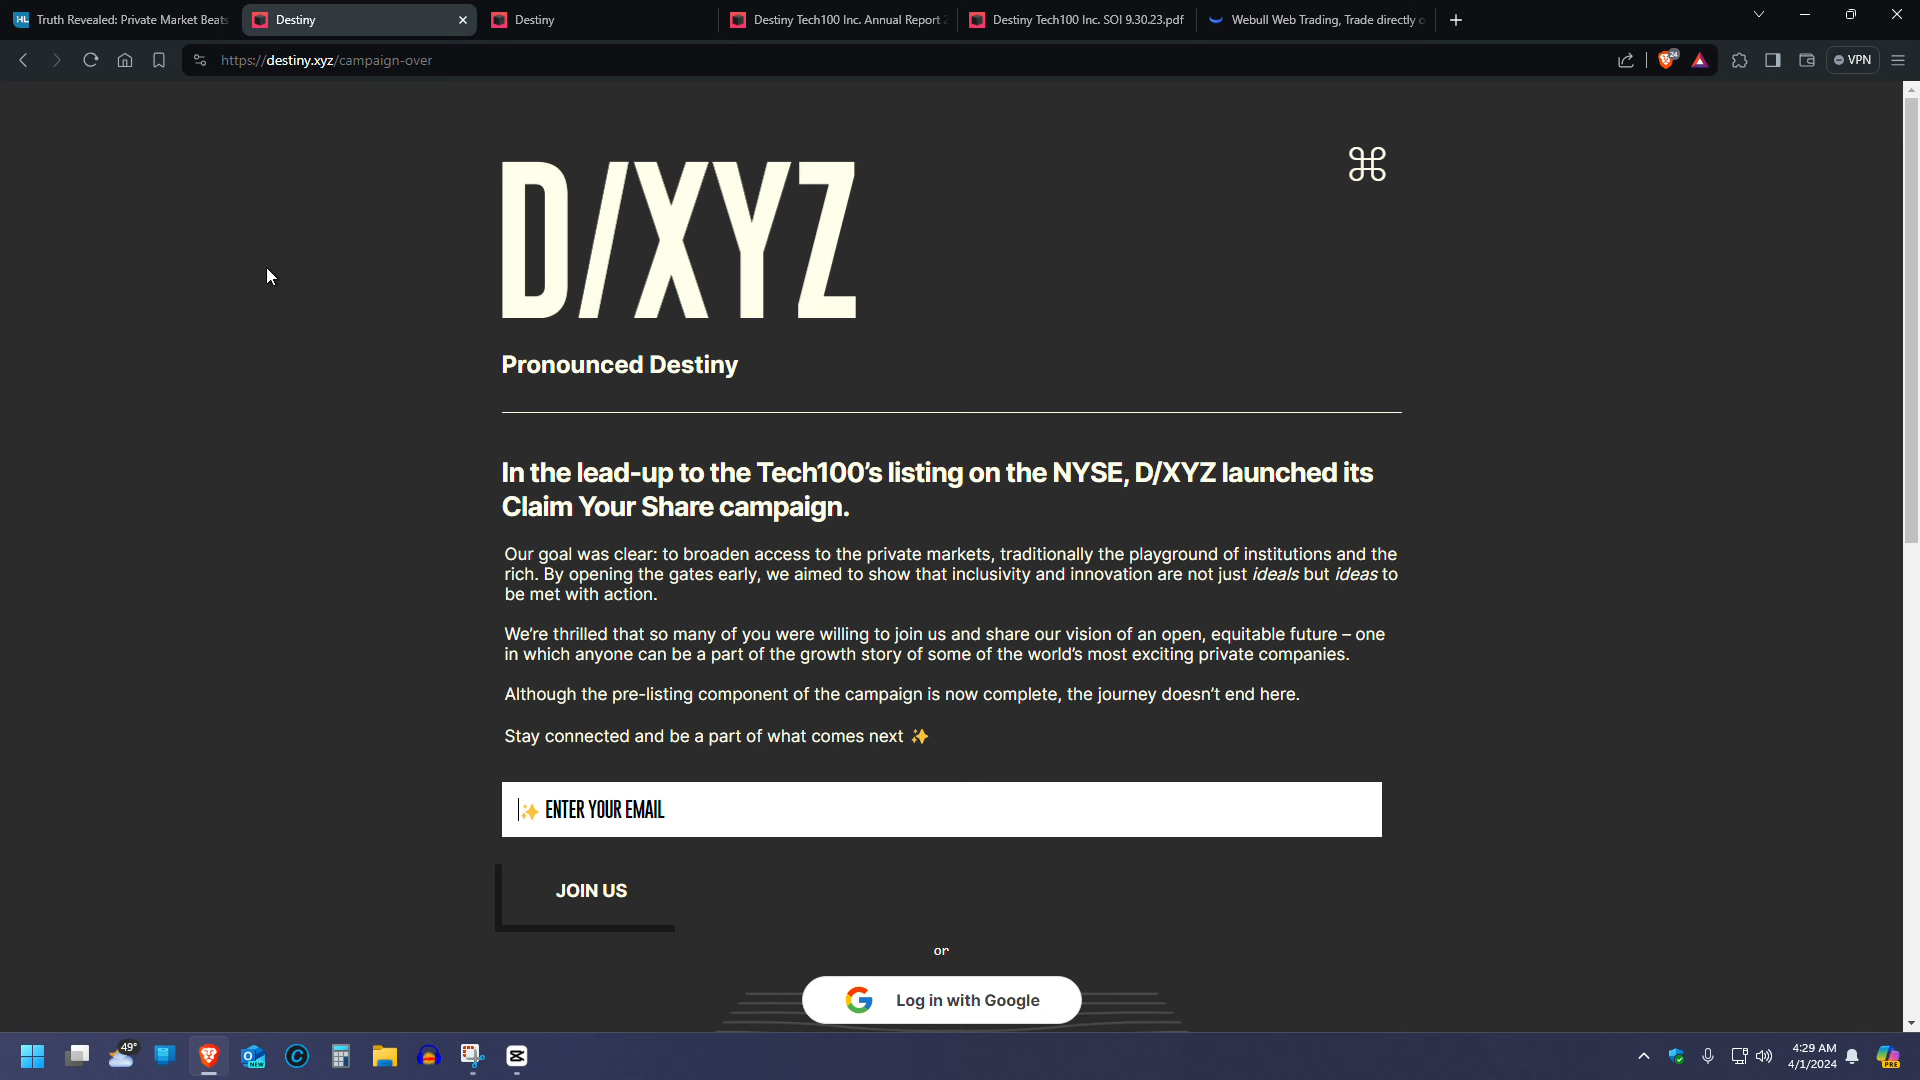 Truth Revealed: Private Market Beats
Destiny
Destiny
Destiny Tech100 Inc. Annual Report
Destiny Tech100 Inc. SOI 9.30.23.pdf
Webull Web Trading, Trade directly o
https://destiny.xyz/campaign-over
24
VPN
D/XYZ
Pronounced Destiny
In the lead-up to the Tech100's listing on the NYSE, D/XYZ launched its
Claim Your Share campaign.
Our goal was clear: to broaden access to the private markets, traditionally the playground of institutions and the
rich. By opening the gates early, we aimed to show that inclusivity and innovation are not just ideals but ideas to
be met with action.
We're thrilled that so many of you were willing to join us and share our vision of an open, equitable future – one
in which anyone can be a part of the growth story of some of the world's most exciting private companies.
Although the pre-listing component of the campaign is now complete, the journey doesn't end here.
Stay connected and be a part of what comes next ✨
✨ ENTER YOUR EMAIL
JOIN US
or
Log in with Google
49°
NEW
4:29 AM
4/1/2024
PRE